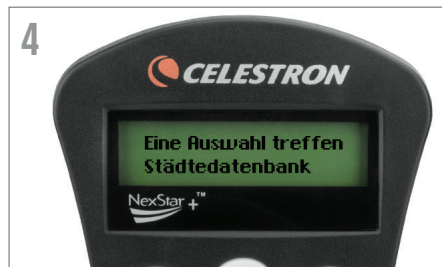 4
CELESTRON
Eine Auswahl treffen
Städtedatenbank
NexStar +™